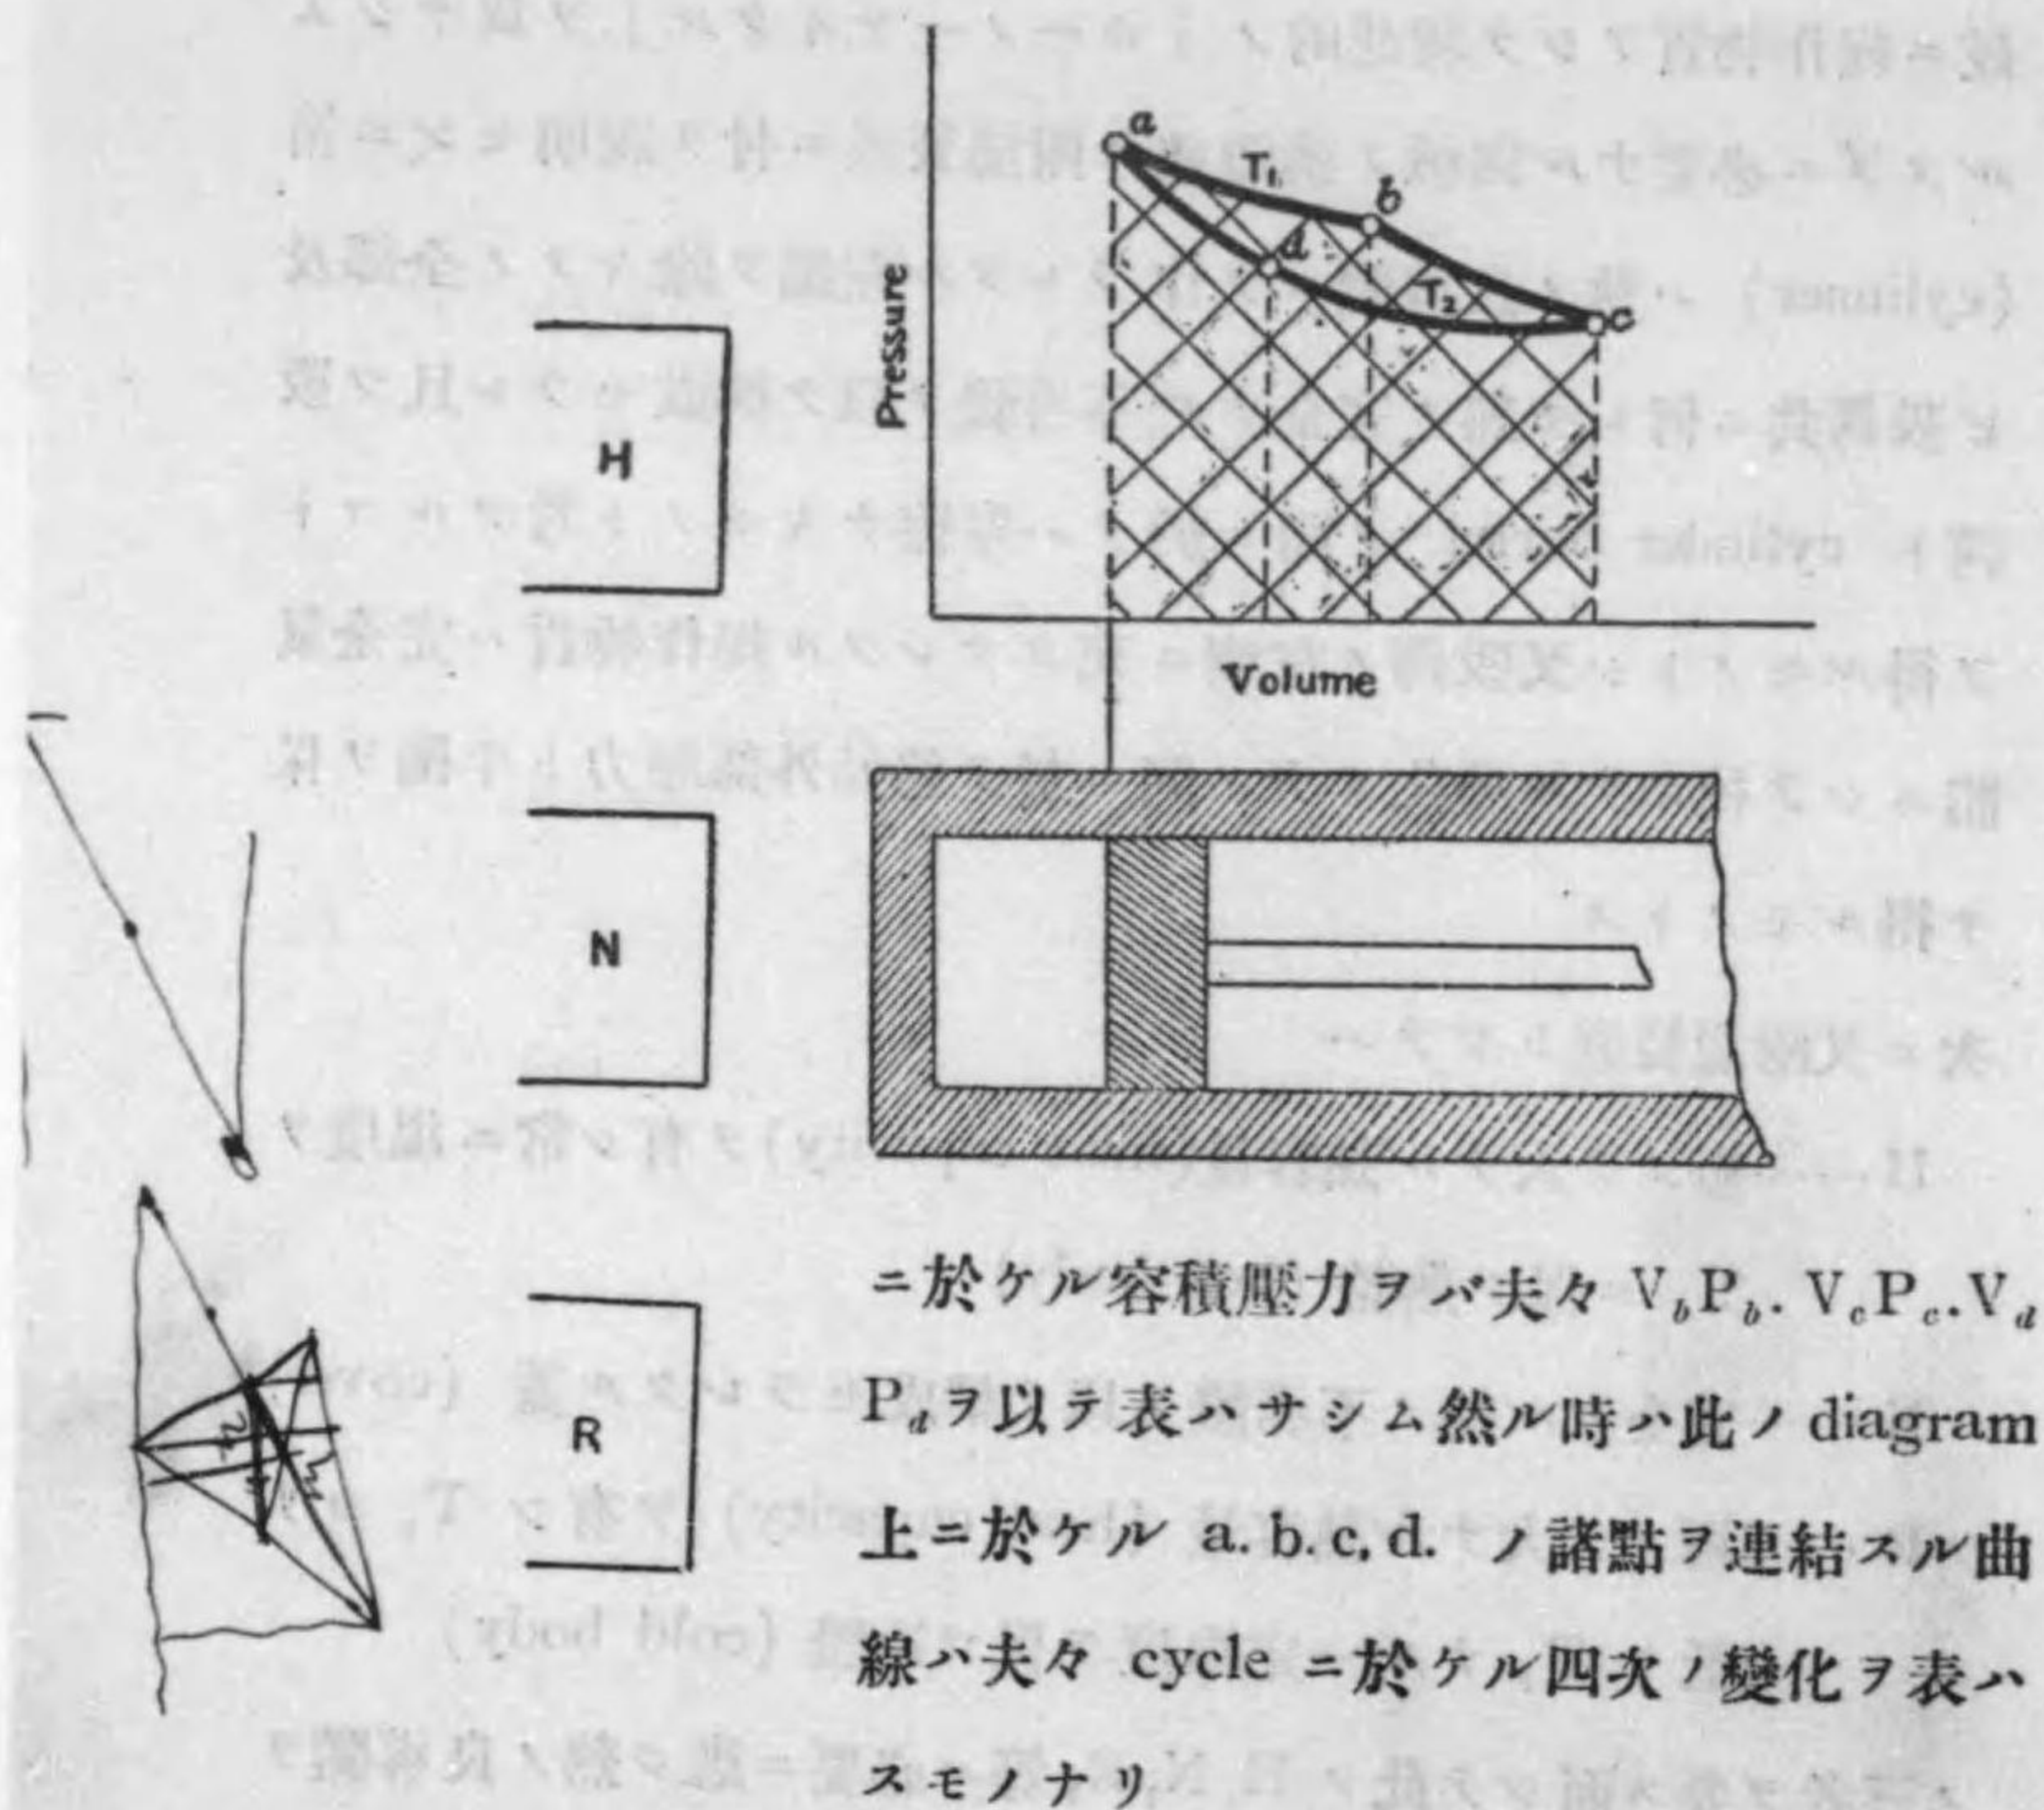 a
T₁
b
d
T₂
c
Pressure
Volume
H
N
R
ニ於ケル容積壓力ヲバ夫々 V_bP_b. V_cP_c. V_d
P_dヲ以テ表ハサシム然ル時ハ此ノ diagram
上ニ於ケル a. b. c. d. ノ諸點ヲ連結スル曲
線ハ夫々 cycle ニ於ケル四次ノ變化ヲ表ハ
スモノナリ